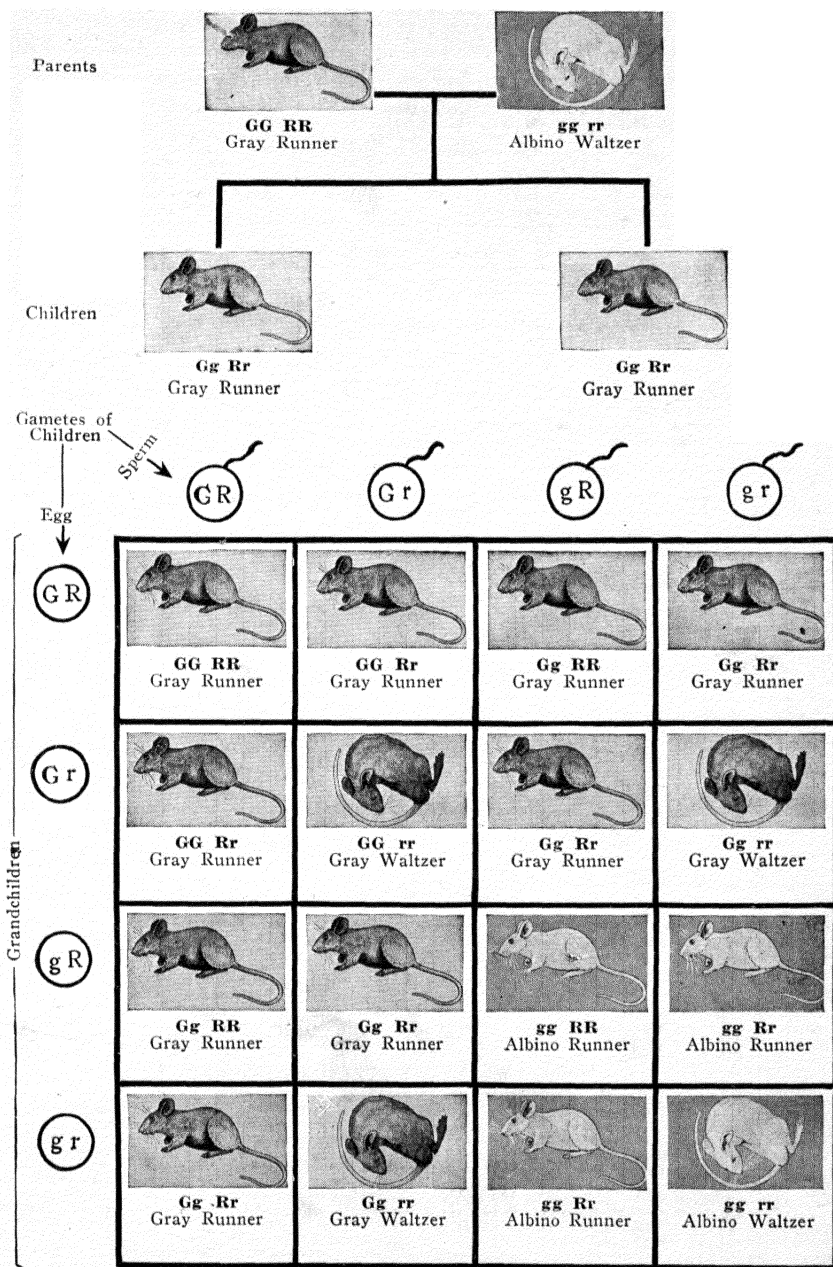 Parents
GG RR
Gray Runner
gg rr
Albino Waltzer
Children
Gg Rr
Gray Runner
Gg Rr
Gray Runner
Gametes of
Children
Sperm
Egg
GR
Gr
gR
gr
Grandchildren
GR
GG RR
Gray Runner
GG Rr
Gray Runner
Gg RR
Gray Runner
Gg Rr
Gray Runner
Gr
GG Rr
Gray Runner
GG rr
Gray Waltzer
Gg Rr
Gray Runner
Gg rr
Gray Waltzer
gR
Gg RR
Gray Runner
Gg Rr
Gray Runner
gg RR
Albino Runner
gg Rr
Albino Runner
gr
Gg Rr
Gray Runner
Gg rr
Gray Waltzer
gg Rr
Albino Runner
gg rr
Albino Waltzer